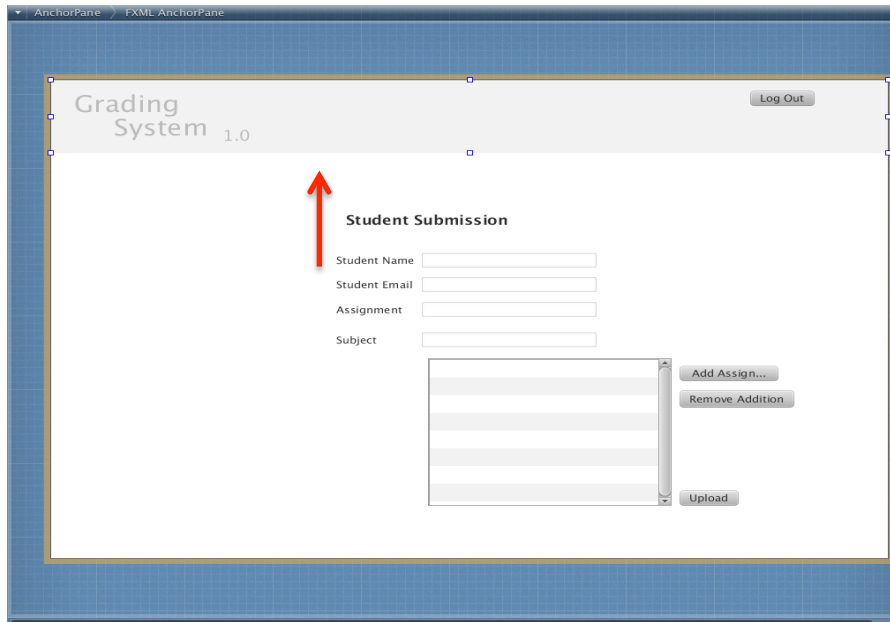 AnchorPane
FXML AnchorPane
Grading
System 1.0
Log Out
Student Submission
Student Name
Student Email
Assignment
Subject
Add Assign...
Remove Addition
Upload